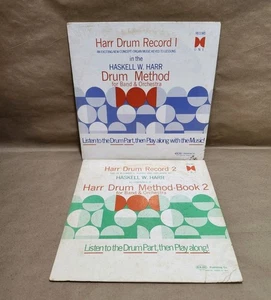 Harr Drum Record 1
in the
HASKELL W. HARR
Drum Method
for Band & Orchestra
Listen to the Drum Part, then Play along with the Music!
Harr Drum Record 2
HASKELL W. HARR
Harr Drum Method-Book 2
for Band & Orchestra
Listen to the Drum Part, then Play along!